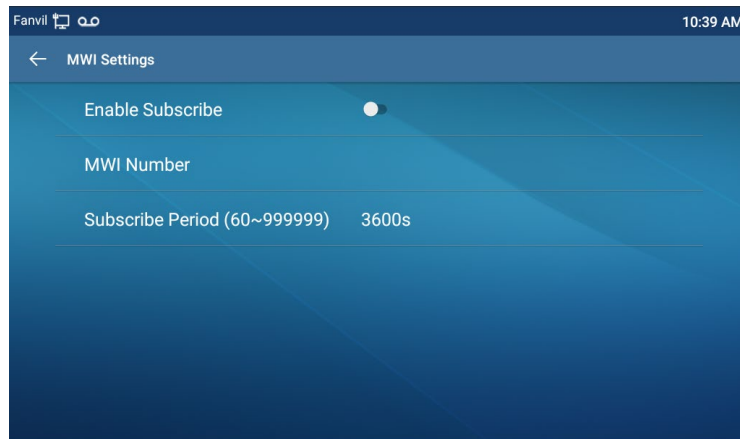 Fanvil 10:39 AM
MWI Settings
Enable Subscribe
MWI Number
Subscribe Period (60~999999) 3600s